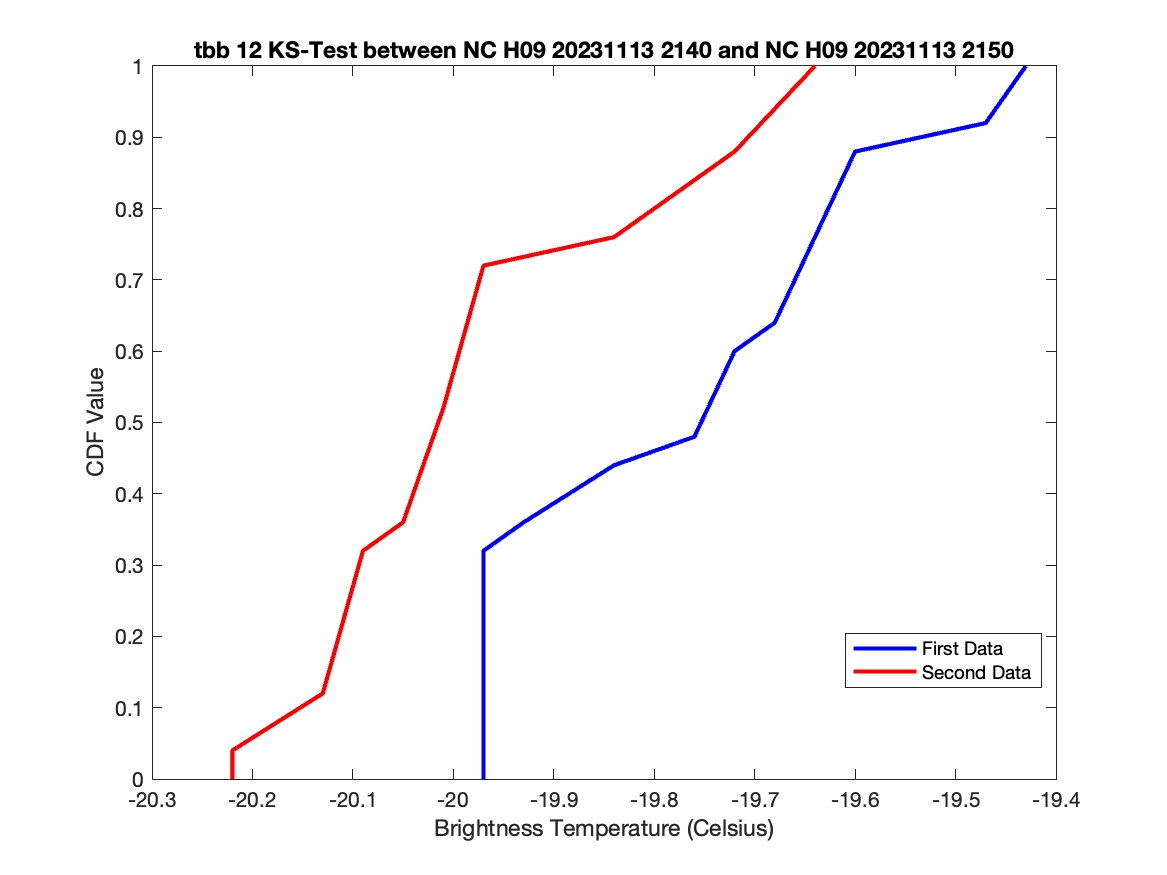 tbb 12 KS-Test between NC H09 20231113 2140 and NC H09 20231113 2150
1
0.9
0.8
0.7
0.6
0.5
0.4
0.3
0.2
0.1
0
CDF Value
First Data
Second Data
-20.3 -20.2 -20.1 -20 -19.9 -19.8 -19.7 -19.6 -19.5 -19.4
Brightness Temperature (Celsius)